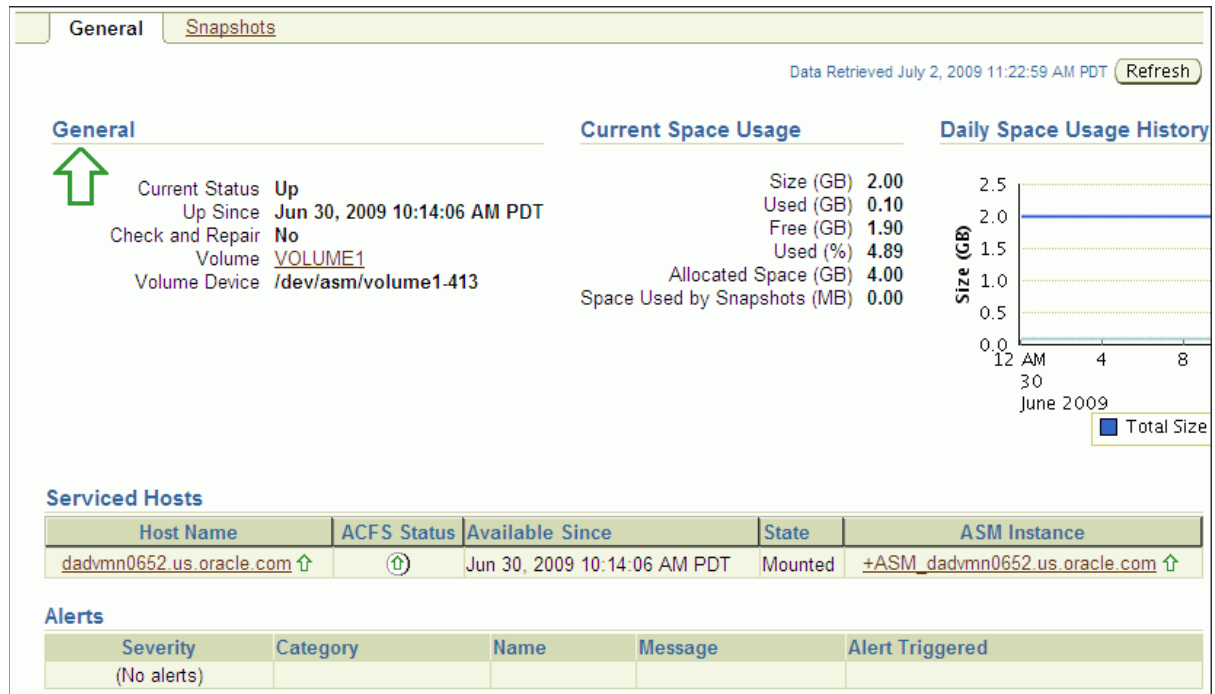 General Snapshots
Data Retrieved July 2, 2009 11:22:59 AM PDT Refresh
General
Current Status Up
Up Since Jun 30, 2009 10:14:06 AM PDT
Check and Repair No
Volume VOLUME1
Volume Device /dev/asm/volume1-413
Current Space Usage
Size (GB) 2.00
Used (GB) 0.10
Free (GB) 1.90
Used (%) 4.89
Allocated Space (GB) 4.00
Space Used by Snapshots (MB) 0.00
Daily Space Usage History
Size (GB)
2.5
2.0
1.5
1.0
0.5
0.0
12 AM 4 8
30
June 2009
Total Size
Serviced Hosts
Host Name ACFS Status Available Since State ASM Instance
dadvmn0652.us.oracle.com Jun 30, 2009 10:14:06 AM PDT Mounted +ASM_dadvmn0652.us.oracle.com
Alerts
Severity Category Name Message Alert Triggered
(No alerts)